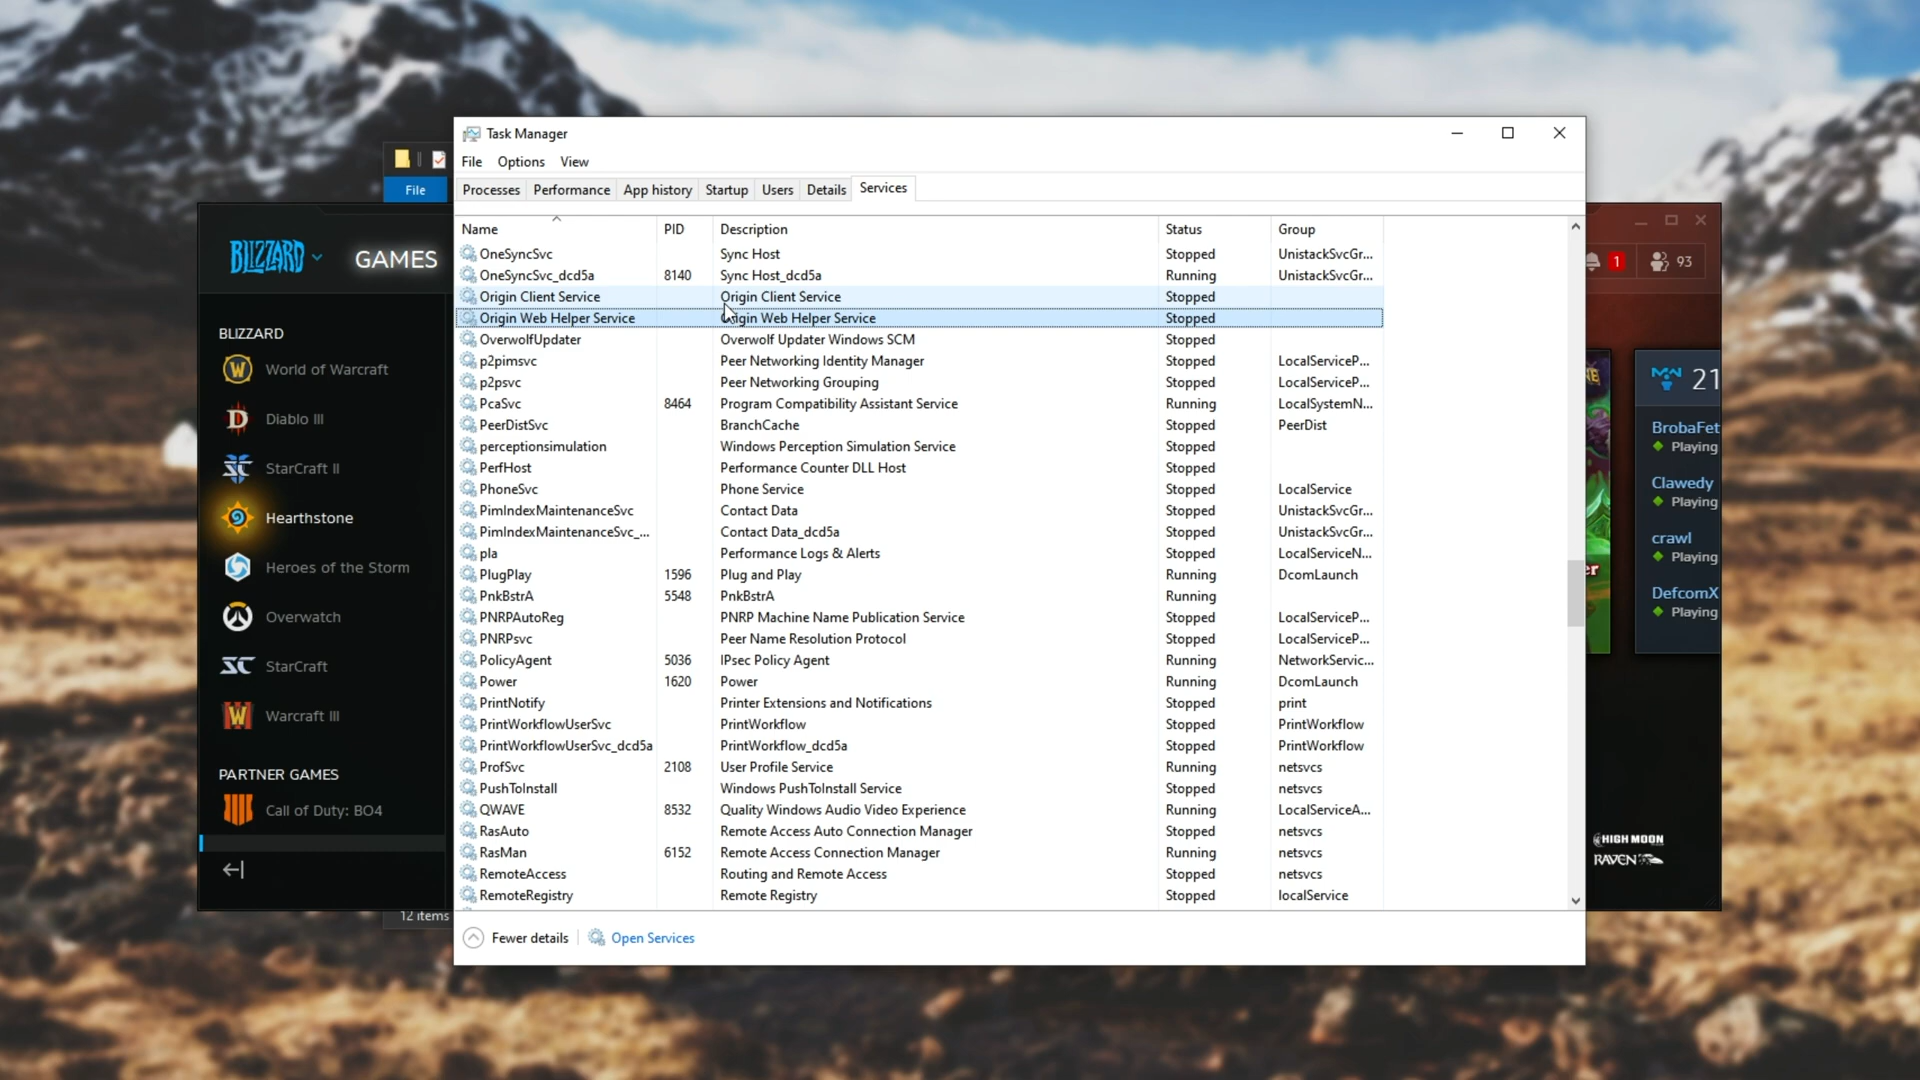 Task Manager
File Options View
File
Processes Performance App history Startup Users Details Services
BLIZZARD GAMES
1 93
Name PID Description Status Group
OneSyncSvc Sync Host Stopped UnistackSvcGr...
OneSyncSvc_dcd5a 8140 Sync Host_dcd5a Running UnistackSvcGr...
Origin Client Service Origin Client Service Stopped
Origin Web Helper Service Origin Web Helper Service Stopped
OverwolfUpdater Overwolf Updater Windows SCM Stopped
p2pimsvc Peer Networking Identity Manager Stopped LocalServiceP...
p2psvc Peer Networking Grouping Stopped LocalServiceP...
PcaSvc 8464 Program Compatibility Assistant Service Running LocalSystemN...
PeerDistSvc BranchCache Stopped PeerDist
perceptionsimulation Windows Perception Simulation Service Stopped
PerfHost Performance Counter DLL Host Stopped
PhoneSvc Phone Service Stopped LocalService
PimIndexMaintenanceSvc Contact Data Stopped UnistackSvcGr...
PimIndexMaintenanceSvc_... Contact Data_dcd5a Stopped UnistackSvcGr...
pla Performance Logs & Alerts Stopped LocalServiceN...
PlugPlay 1596 Plug and Play Running DcomLaunch
PnkBstrA 5548 PnkBstrA Running
PNRPAutoReg PNRP Machine Name Publication Service Stopped LocalServiceP...
PNRPsvc Peer Name Resolution Protocol Stopped LocalServiceP...
PolicyAgent 5036 IPsec Policy Agent Running NetworkServic...
Power 1620 Power Running DcomLaunch
PrintNotify Printer Extensions and Notifications Stopped print
PrintWorkflowUserSvc PrintWorkflow Stopped PrintWorkflow
PrintWorkflowUserSvc_dcd5a PrintWorkflow_dcd5a Stopped PrintWorkflow
ProfSvc 2108 User Profile Service Running netsvcs
PushToInstall Windows PushToInstall Service Stopped netsvcs
QWAVE 8532 Quality Windows Audio Video Experience Running LocalServiceA...
RasAuto Remote Access Auto Connection Manager Stopped netsvcs
RasMan 6152 Remote Access Connection Manager Running netsvcs
RemoteAccess Routing and Remote Access Stopped netsvcs
RemoteRegistry Remote Registry Stopped localService
Fewer details Open Services
BLIZZARD
World of Warcraft
Diablo III
StarCraft II
Hearthstone
Heroes of the Storm
Overwatch
StarCraft
Warcraft III
PARTNER GAMES
Call of Duty: BO4
12 items
21
BrobaFet
Playing
Clawedy
Playing
crawl
Playing
DefcomX
Playing
HIGH MOON
RAVEN